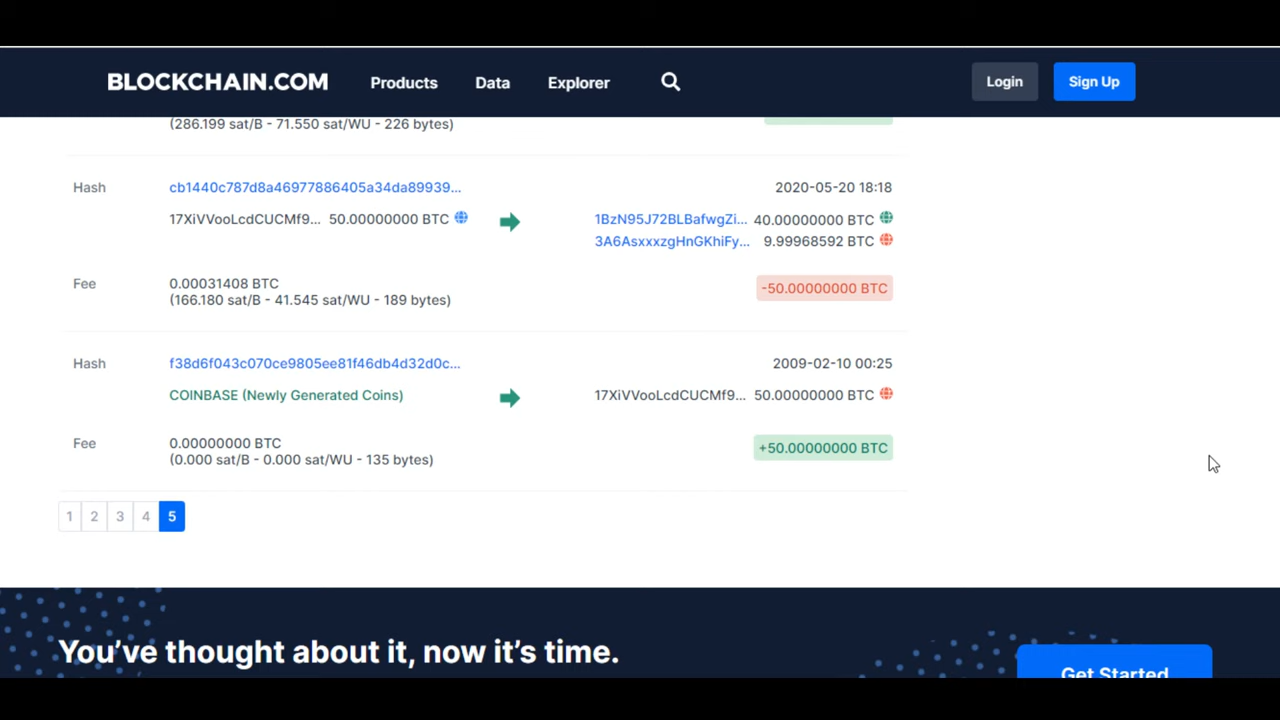 BLOCKCHAIN.COM Products Data Explorer Login Sign Up
(286.199 sat/B - 71.550 sat/WU - 226 bytes)
Hash cb1440c787d8a46977886405a34da89939... 2020-05-20 18:18
17XiVVooLcdCUCMf9... 50.00000000 BTC 1BzN95J72BLBafwgZi... 40.00000000 BTC
3A6AsxxxzgHnGKhiFy... 9.99968592 BTC
Fee 0.00031408 BTC -50.00000000 BTC
(166.180 sat/B - 41.545 sat/WU - 189 bytes)
Hash f38d6f043c070ce9805ee81f46db4d32d0c... 2009-02-10 00:25
COINBASE (Newly Generated Coins) 17XiVVooLcdCUCMf9... 50.00000000 BTC
Fee 0.00000000 BTC +50.00000000 BTC
(0.000 sat/B - 0.000 sat/WU - 135 bytes)
1 2 3 4 5
You've thought about it, now it's time.
Get Started